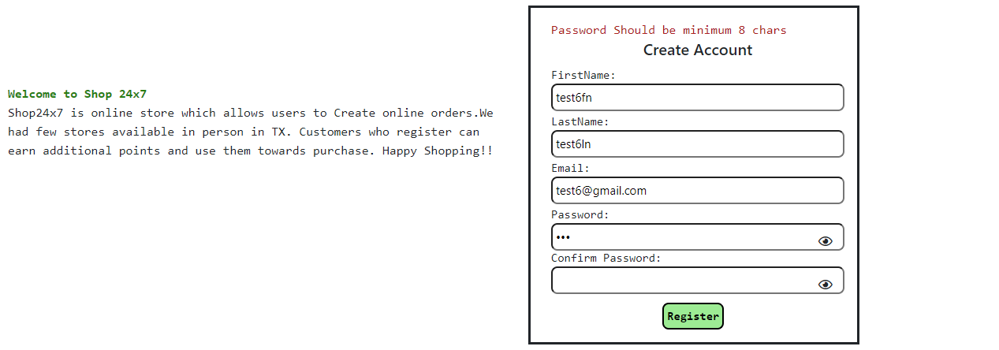 Welcome to Shop 24x7
Shop24x7 is online store which allows users to Create online orders.We
had few stores available in person in TX. Customers who register can
earn additional points and use them towards purchase. Happy Shopping!!
Password Should be minimum 8 chars
Create Account
FirstName:
test6fn
LastName:
test6ln
Email:
test6@gmail.com
Password:
•••
Confirm Password:
Register